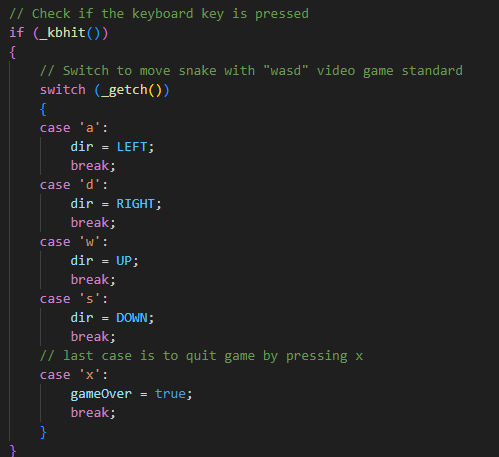 // Check if the keyboard key is pressed
if (_kbhit())
{
    // Switch to move snake with "wasd" video game standard
    switch (_getch())
    {
    case 'a':
        dir = LEFT;
        break;
    case 'd':
        dir = RIGHT;
        break;
    case 'w':
        dir = UP;
        break;
    case 's':
        dir = DOWN;
        break;
    // last case is to quit game by pressing x
    case 'x':
        gameOver = true;
        break;
    }
}